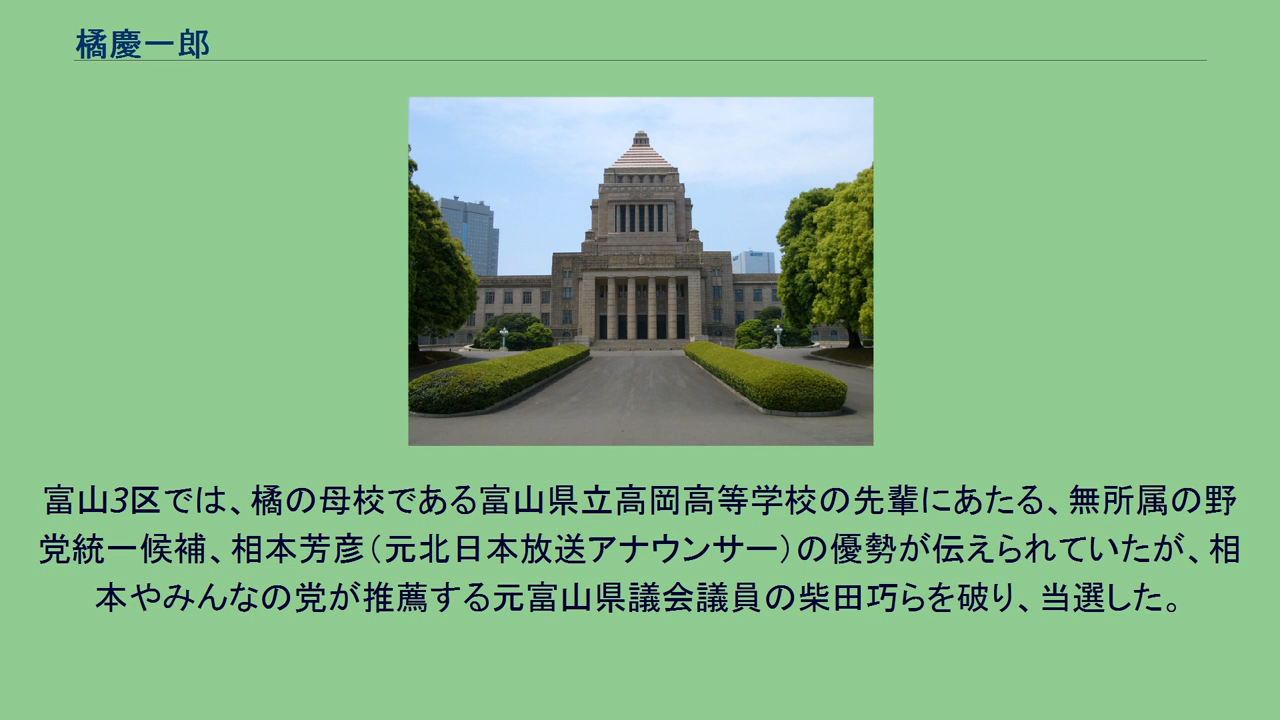 橘慶一郎
富山3区では、橘の母校である富山県立高岡高等学校の先輩にあたる、無所属の野
党統一候補、相本芳彦(元北日本放送アナウンサー)の優勢が伝えられていたが、相
本やみんなの党が推薦する元富山県議会議員の柴田巧らを破り、当選した。